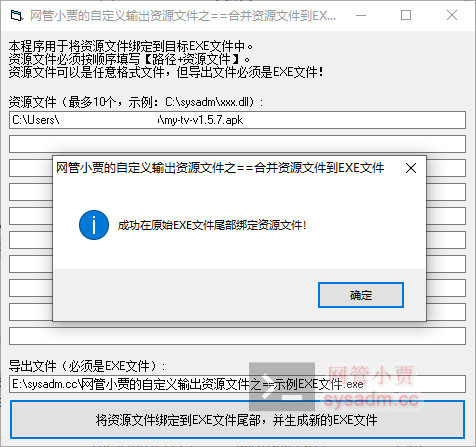 网管小贾的自定义输出资源文件之==合并资源文件到EX...
本程序用于将资源文件绑定到目标EXE文件中。
资源文件必须按顺序填写【路径+资源文件】。
资源文件可以是任意格式文件，但导出文件必须是EXE文件！
资源文件（最多10个，示例：C:\sysadm\xxx.dll）：
C:\Users\ \my-tv-v1.5.7.apk
网管小贾的自定义输出资源文件之==合并资源文件到EXE文件
成功在原始EXE文件尾部绑定资源文件！
确定
导出文件（必须是EXE文件）：
E:\sysadm.cc\网管小贾的自定义输出资源文件之==示例EXE文件.exe
网管小贾
sysadm.cc
将资源文件绑定到EXE文件尾部，并生成新的EXE文件